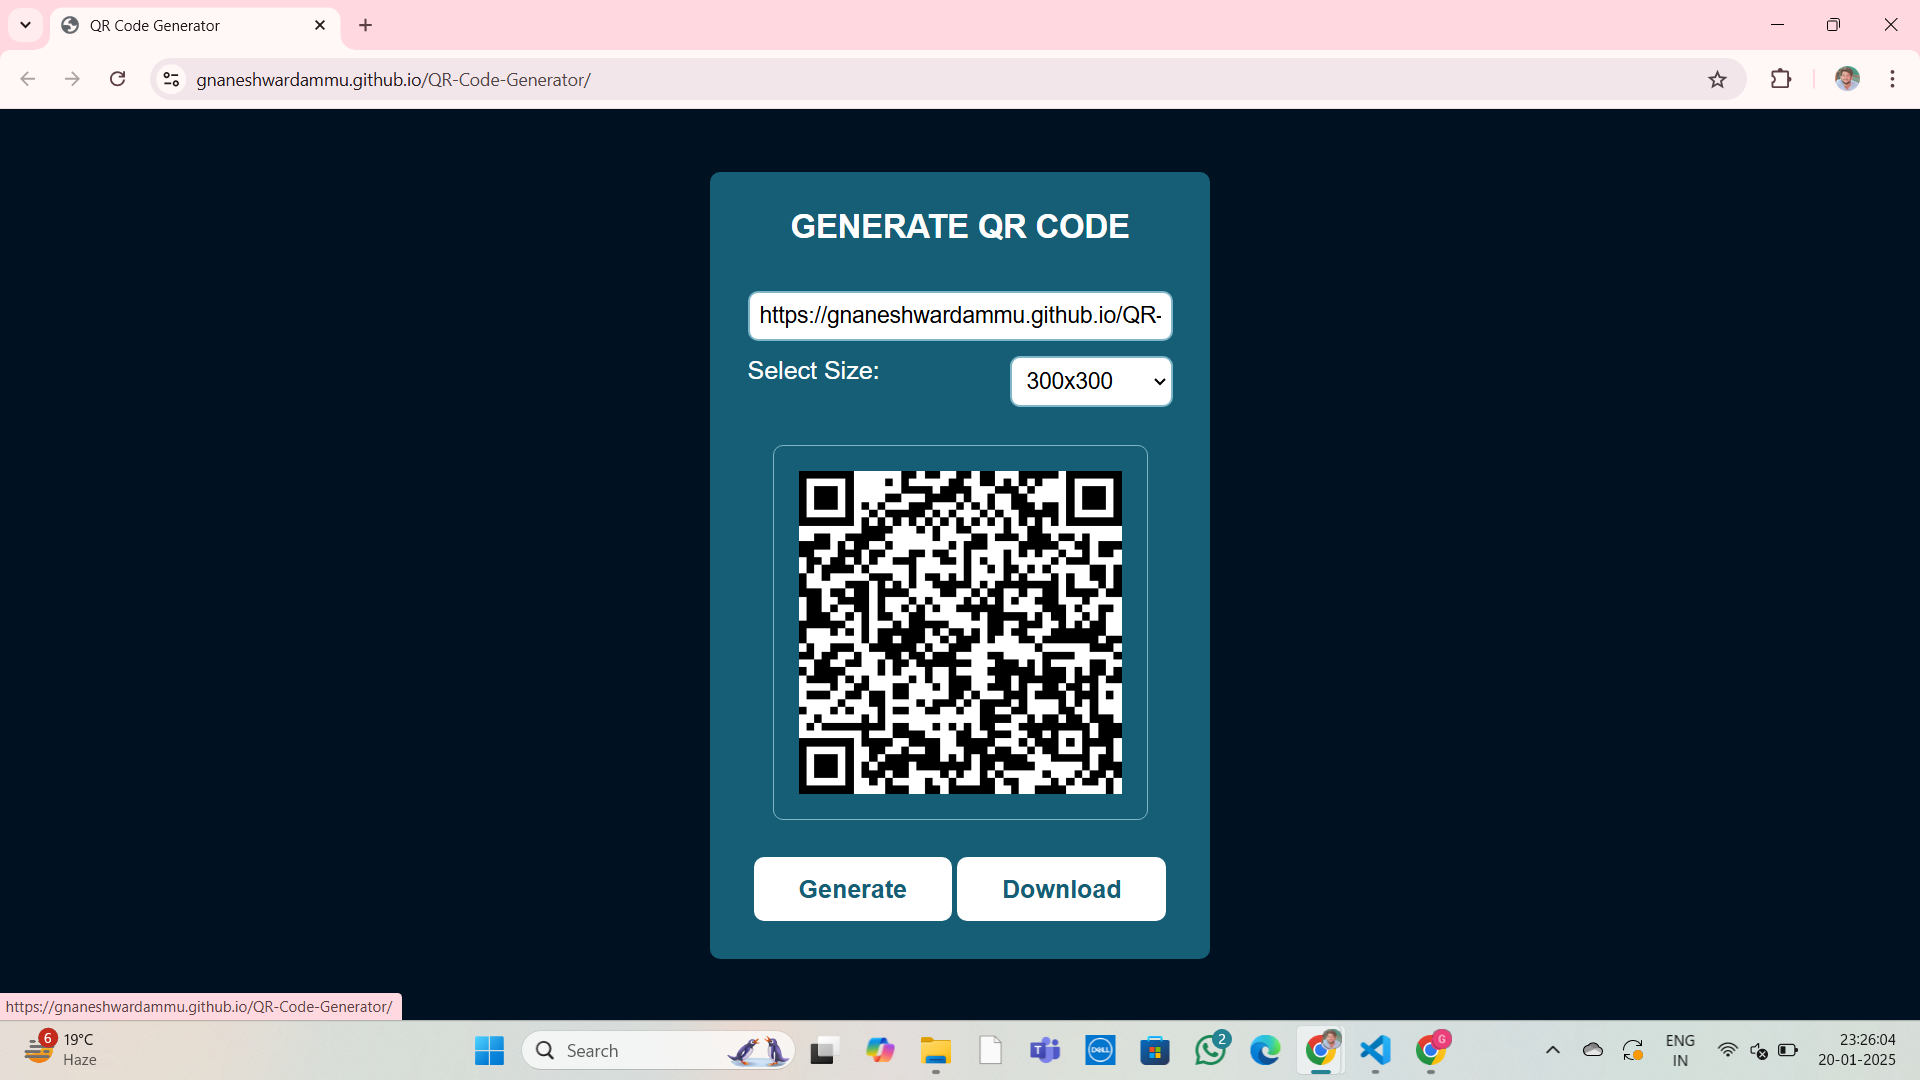 QR Code Generator
gnaneshwardammu.github.io/QR-Code-Generator/
GENERATE QR CODE
https://gnaneshwardammu.github.io/QR-
Select Size:
300x300
Generate
Download
https://gnaneshwardammu.github.io/QR-Code-Generator/
6
19°C
Haze
Search
DELL
2
G
ENG
IN
23:26:04
20-01-2025